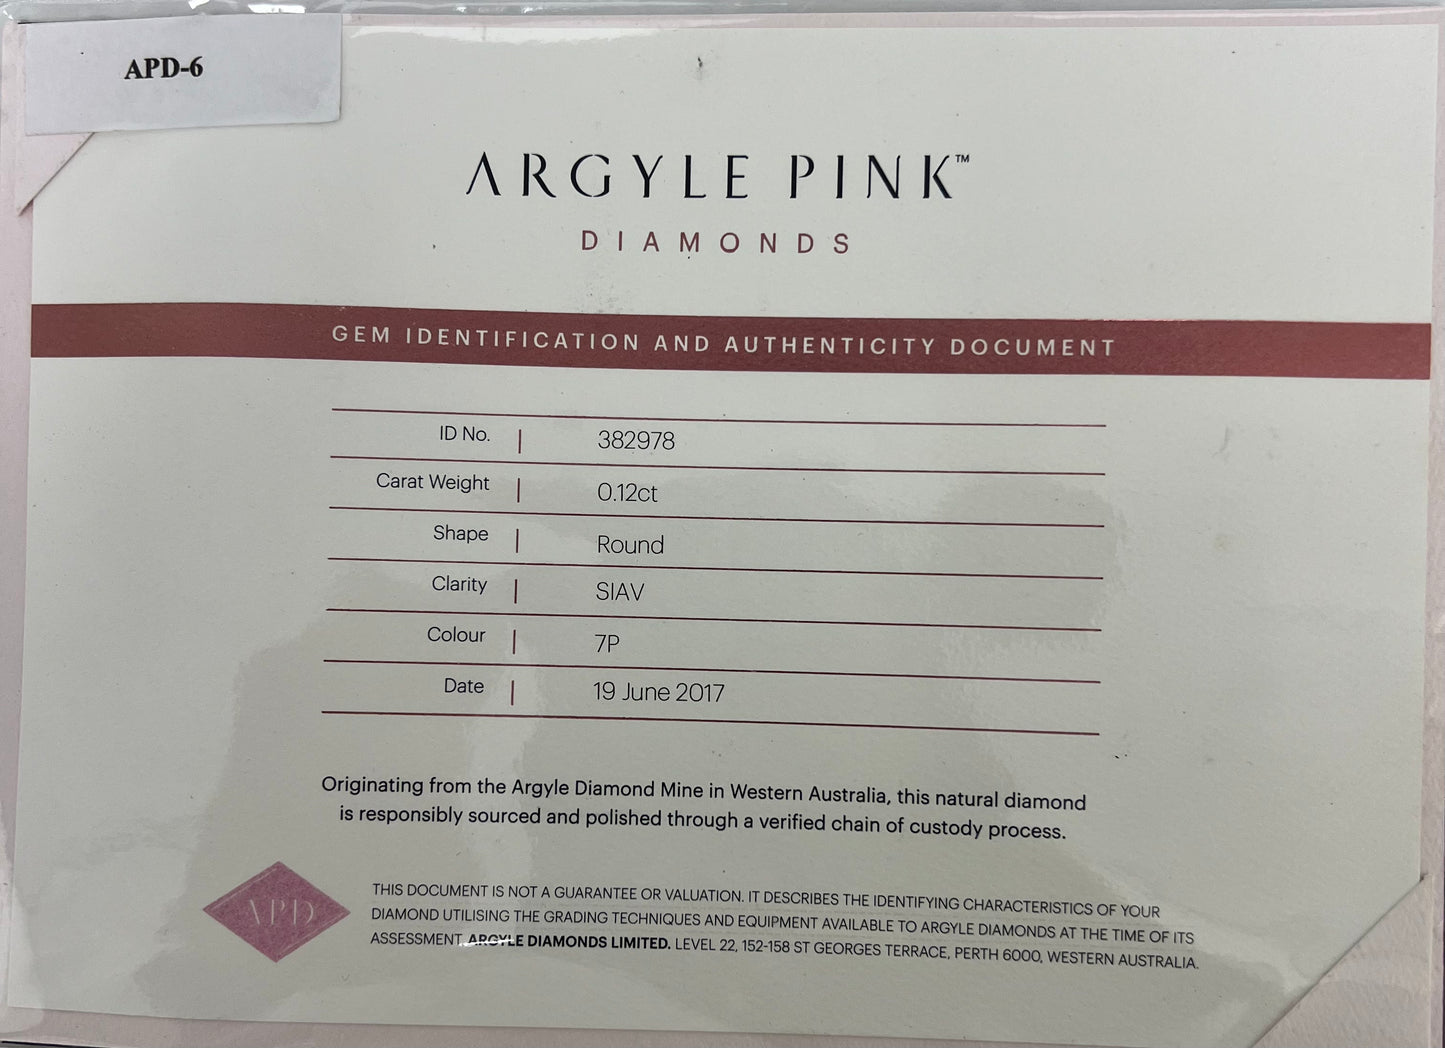 APD-6
ARGYLE PINK™
DIAMONDS
GEM IDENTIFICATION AND AUTHENTICITY DOCUMENT
ID No. | 382978
Carat Weight | 0.12ct
Shape | Round
Clarity | SIAV
Colour | 7P
Date | 19 June 2017
Originating from the Argyle Diamond Mine in Western Australia, this natural diamond
is responsibly sourced and polished through a verified chain of custody process.
APD
THIS DOCUMENT IS NOT A GUARANTEE OR VALUATION. IT DESCRIBES THE IDENTIFYING CHARACTERISTICS OF YOUR
DIAMOND UTILISING THE GRADING TECHNIQUES AND EQUIPMENT AVAILABLE TO ARGYLE DIAMONDS AT THE TIME OF ITS
ASSESSMENT. ARGYLE DIAMONDS LIMITED. LEVEL 22, 152-158 ST GEORGES TERRACE, PERTH 6000, WESTERN AUSTRALIA.